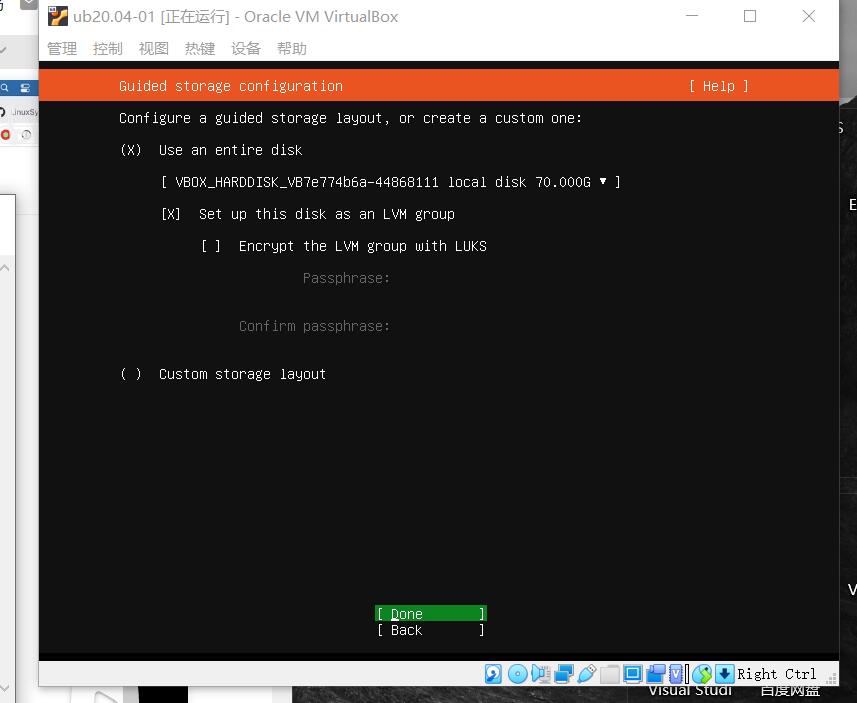 ub20.04-01 [正在运行] - Oracle VM VirtualBox
管理 控制 视图 热键 设备 帮助
Guided storage configuration [ Help ]
Configure a guided storage layout, or create a custom one:
(X) Use an entire disk
[ VBOX_HARDDISK_VB7e774b6a-44868111 local disk 70.000G ▾ ]
[X] Set up this disk as an LVM group
[ ] Encrypt the LVM group with LUKS
Passphrase:
Confirm passphrase:
( ) Custom storage layout
[ Done ]
[ Back ]
Right Ctrl
Visual Studi 百度网盘